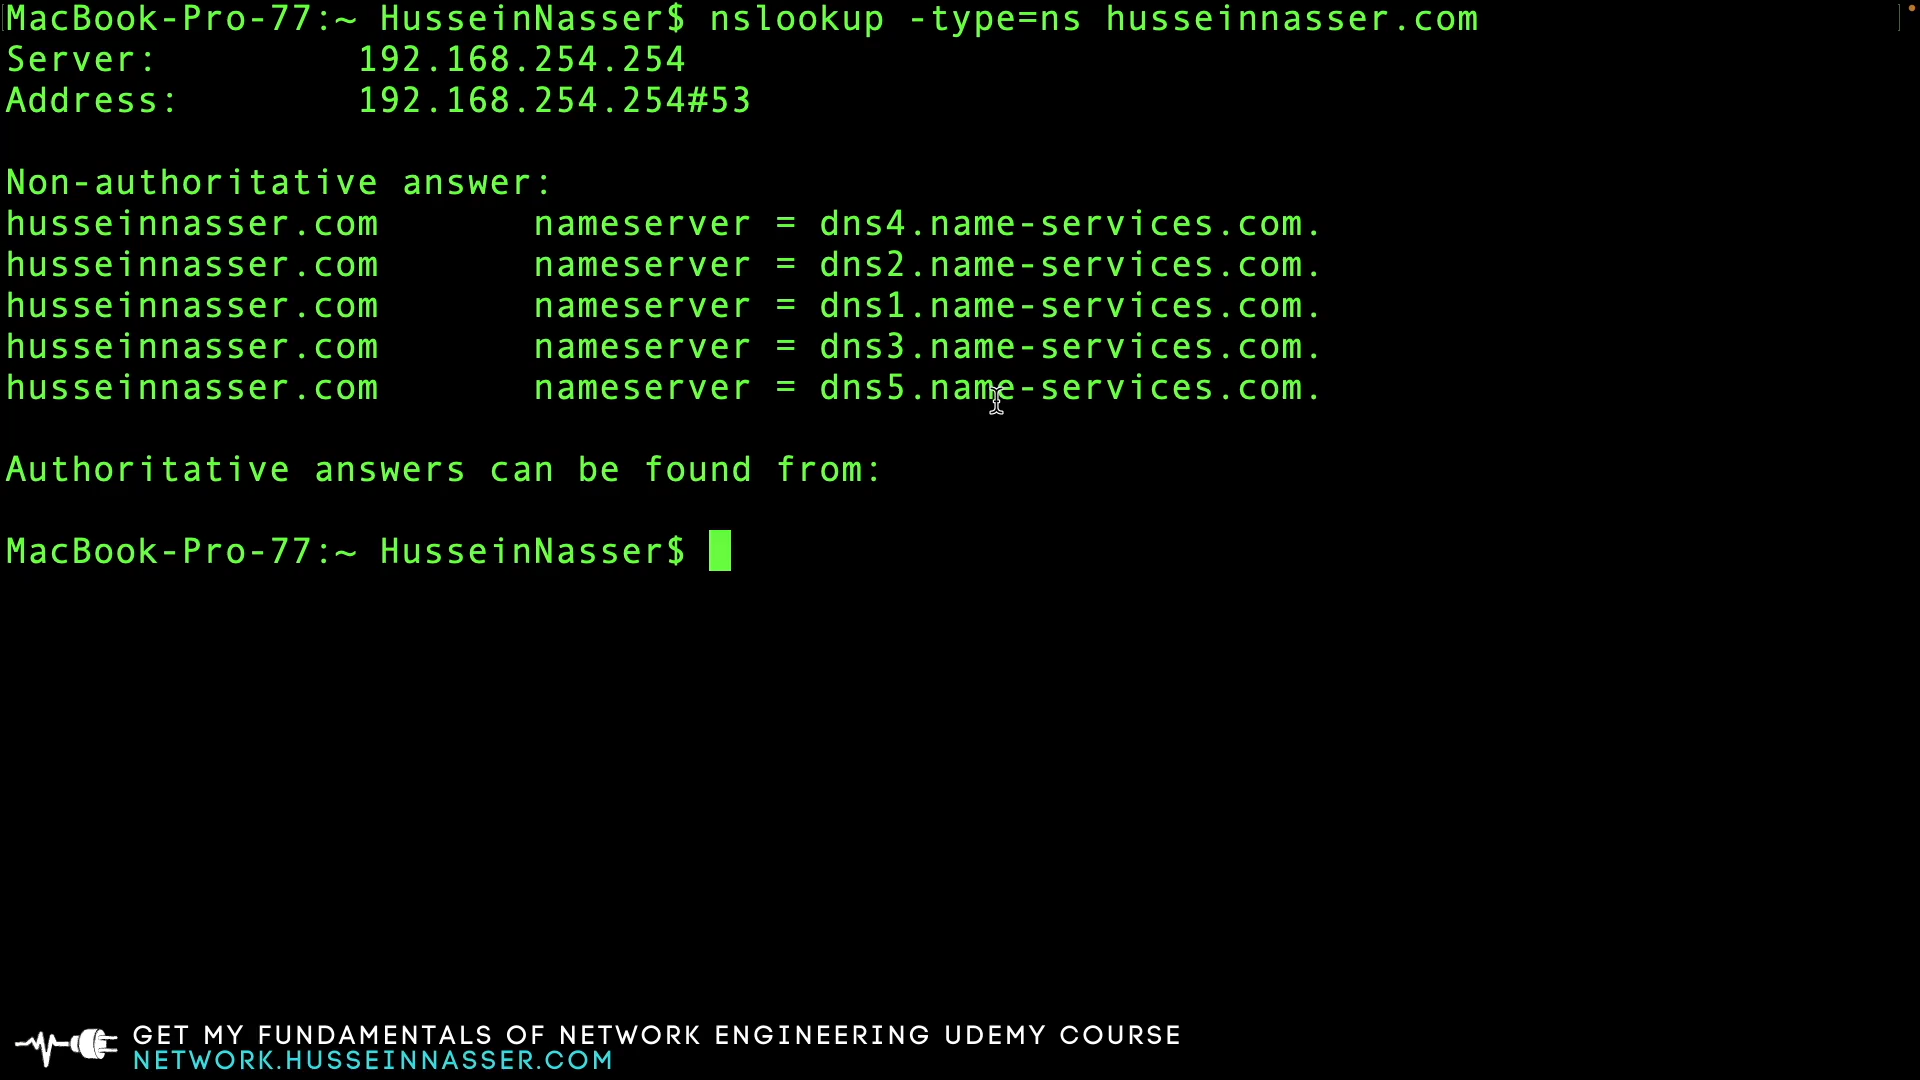 MacBook-Pro-77:~ HusseinNasser$ nslookup -type=ns husseinnasser.com
Server: 192.168.254.254
Address: 192.168.254.254#53
Non-authoritative answer:
husseinnasser.com nameserver = dns4.name-services.com.
husseinnasser.com nameserver = dns2.name-services.com.
husseinnasser.com nameserver = dns1.name-services.com.
husseinnasser.com nameserver = dns3.name-services.com.
husseinnasser.com nameserver = dns5.name-services.com.
Authoritative answers can be found from:
MacBook-Pro-77:~ HusseinNasser$
GET MY FUNDAMENTALS OF NETWORK ENGINEERING UDEMY COURSE
NETWORK.HUSSEINNASSER.COM